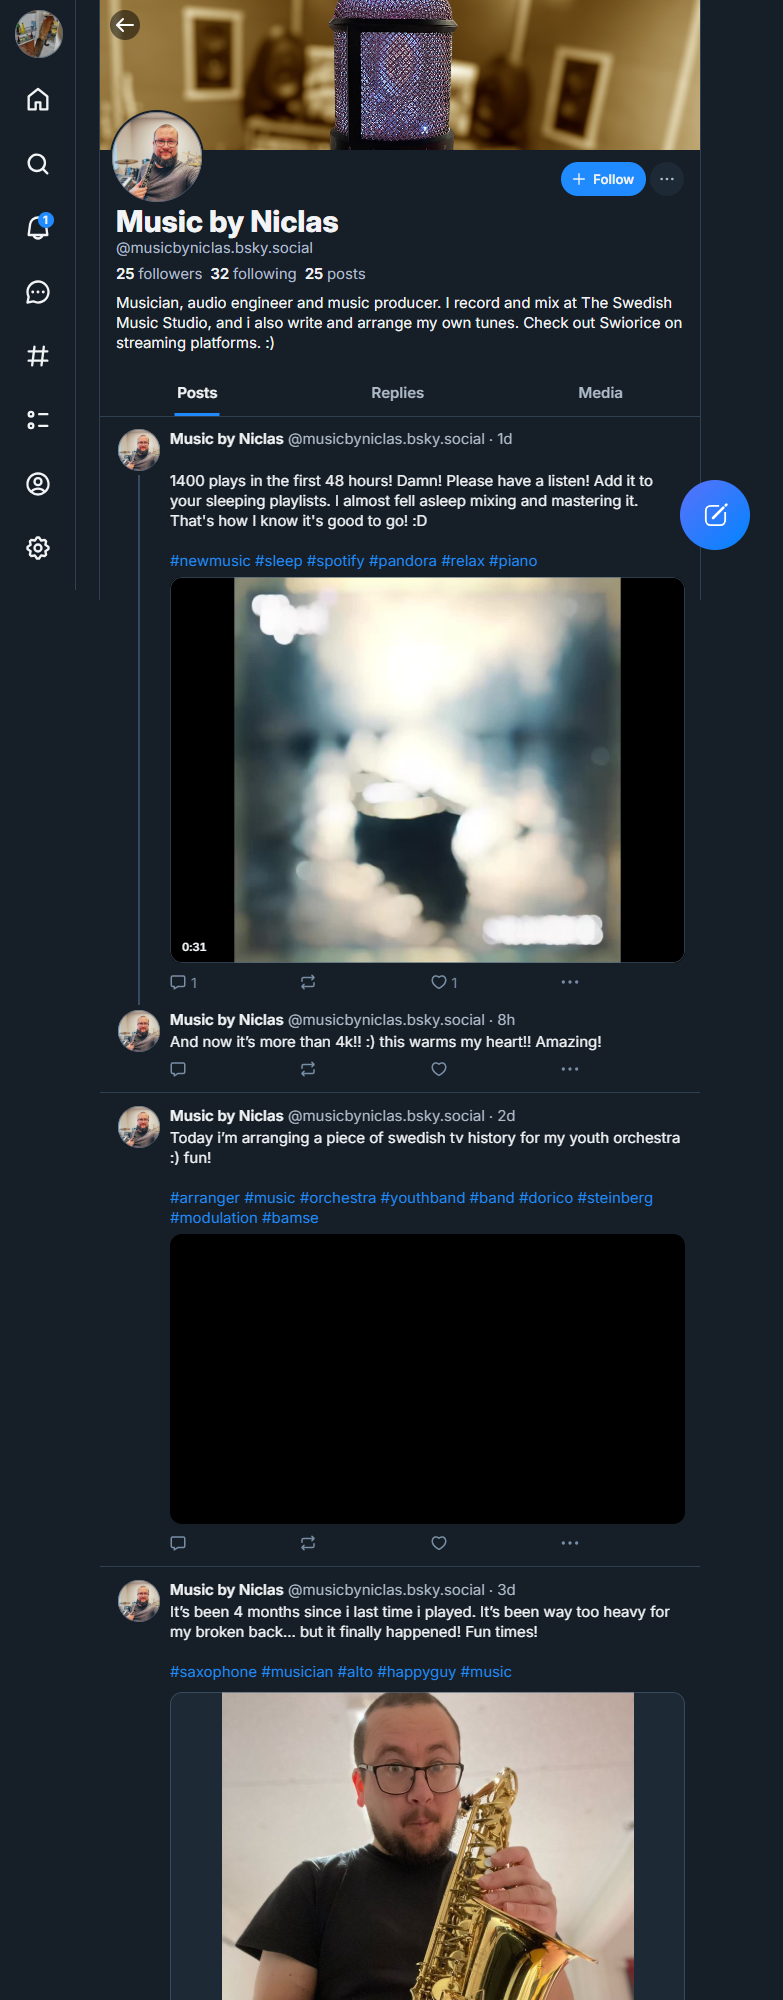 1
+ Follow
Music by Niclas
@musicbyniclas.bsky.social
25 followers 32 following 25 posts
Musician, audio engineer and music producer. I record and mix at The Swedish
Music Studio, and i also write and arrange my own tunes. Check out Swiorice on
streaming platforms. :)
Posts Replies Media
Music by Niclas @musicbyniclas.bsky.social · 1d
1400 plays in the first 48 hours! Damn! Please have a listen! Add it to
your sleeping playlists. I almost fell asleep mixing and mastering it.
That's how I know it's good to go! :D
#newmusic #sleep #spotify #pandora #relax #piano
0:31
1 1
Music by Niclas @musicbyniclas.bsky.social · 8h
And now it’s more than 4k!! :) this warms my heart!! Amazing!
Music by Niclas @musicbyniclas.bsky.social · 2d
Today i’m arranging a piece of swedish tv history for my youth orchestra
:) fun!
#arranger #music #orchestra #youthband #band #dorico #steinberg
#modulation #bamse
Music by Niclas @musicbyniclas.bsky.social · 3d
It’s been 4 months since i last time i played. It’s been way too heavy for
my broken back... but it finally happened! Fun times!
#saxophone #musician #alto #happyguy #music